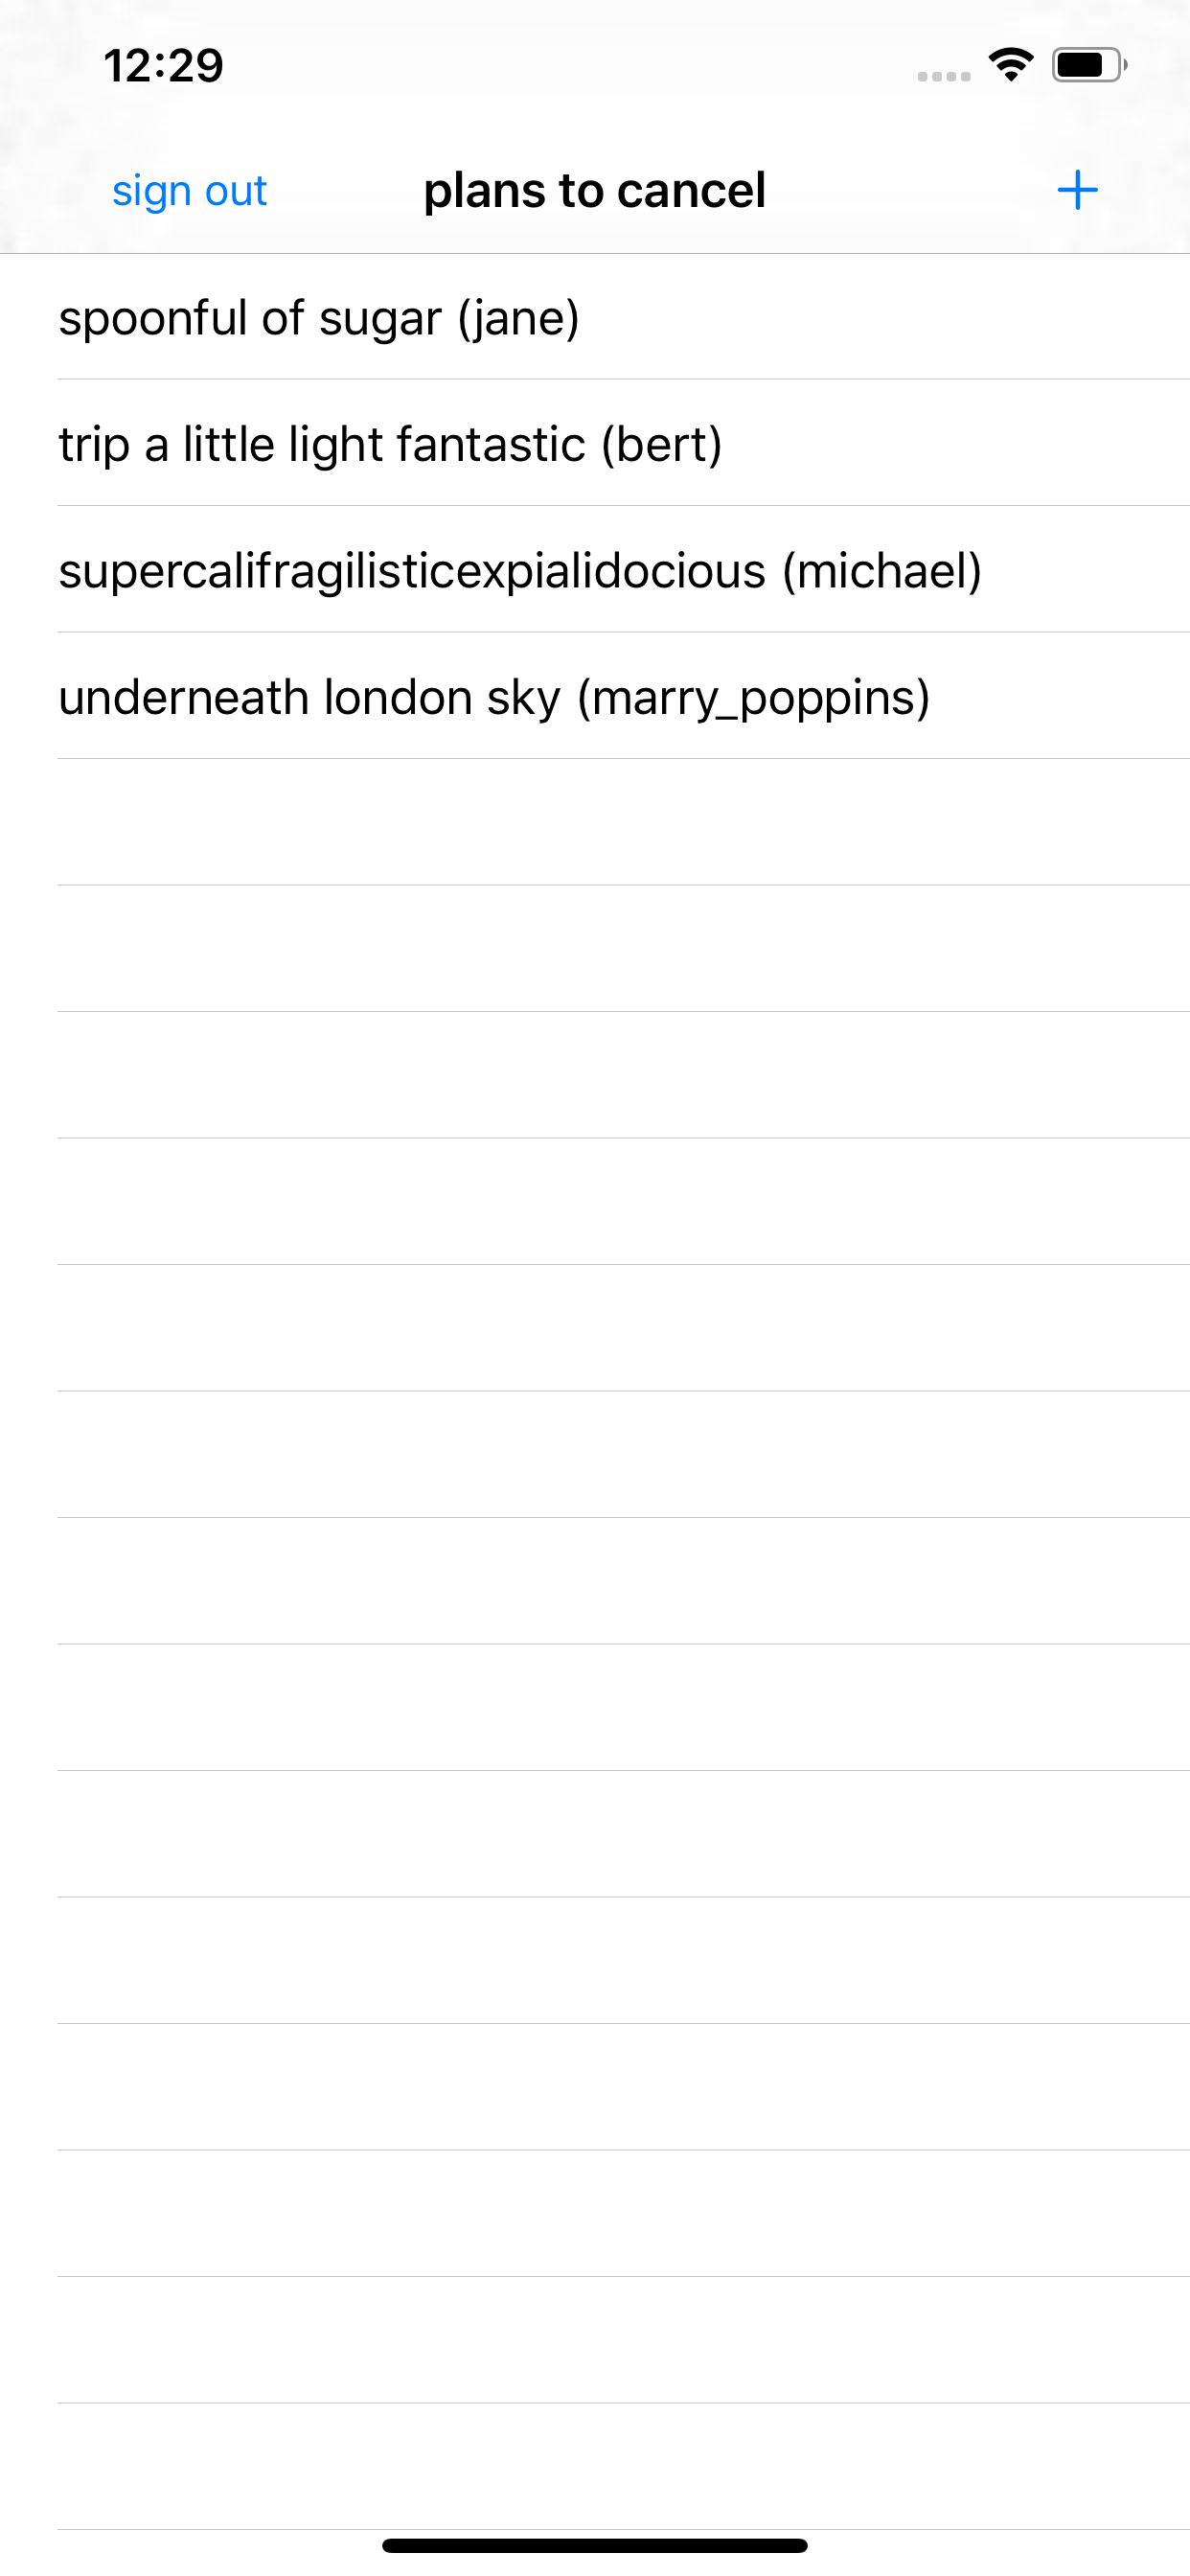 12:29
sign out plans to cancel +
spoonful of sugar (jane)
trip a little light fantastic (bert)
supercalifragilisticexpialidocious (michael)
underneath london sky (marry_poppins)